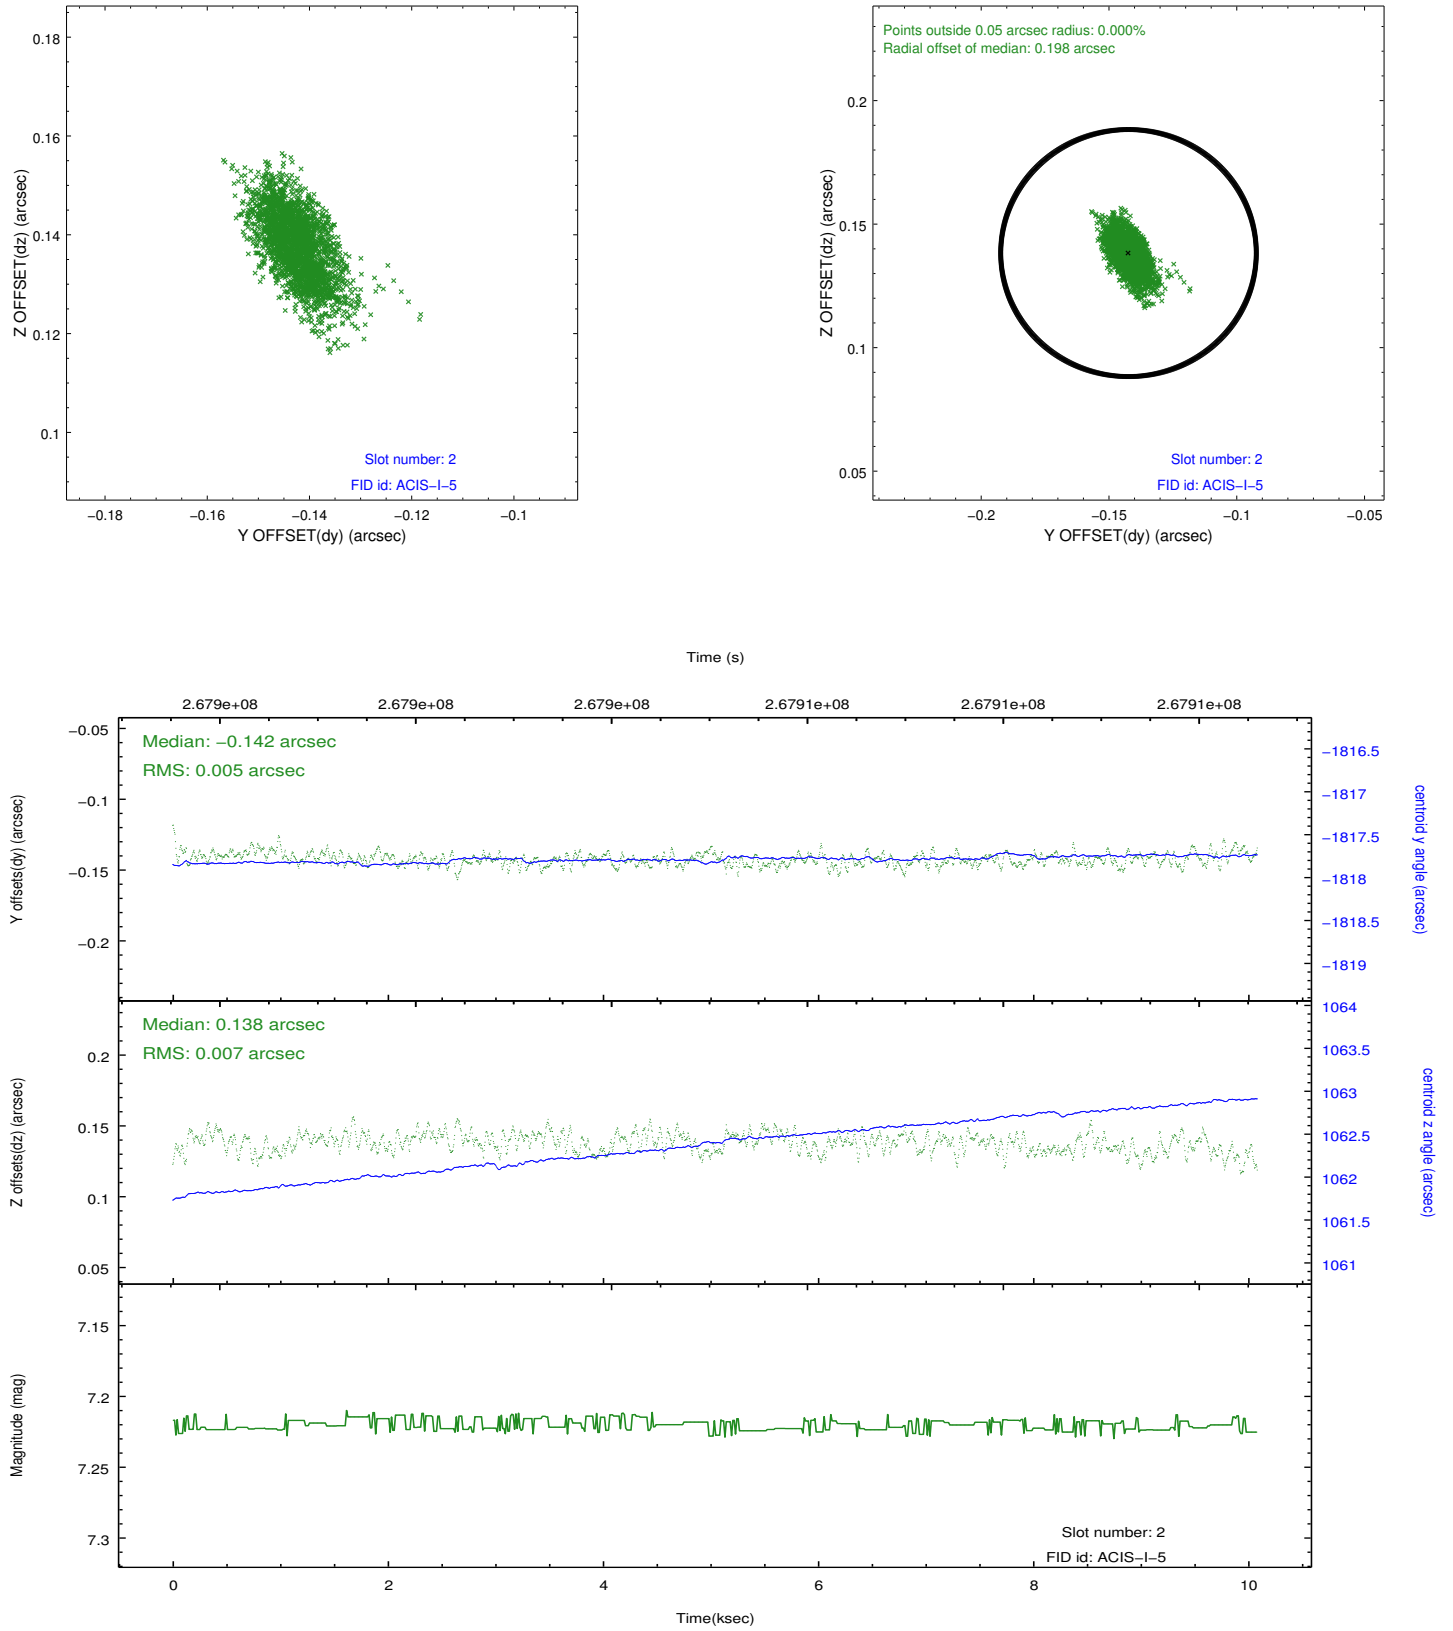 0.18
0.16
0.14
0.12
0.1
Z OFFSET(dz) (arcsec)
Slot number: 2
FID id: ACIS−I−5
−0.18 −0.16 −0.14 −0.12 −0.1
Y OFFSET(dy) (arcsec)
Points outside 0.05 arcsec radius: 0.000%
Radial offset of median: 0.198 arcsec
0.2
0.15
0.1
0.05
Z OFFSET(dz) (arcsec)
Slot number: 2
FID id: ACIS−I−5
−0.2 −0.15 −0.1 −0.05
Y OFFSET(dy) (arcsec)
Time (s)
2.679e+08 2.679e+08 2.679e+08 2.6791e+08 2.6791e+08 2.6791e+08
Median: −0.142 arcsec
RMS: 0.005 arcsec
−0.05
−0.1
−0.15
−0.2
Y offsets(dy) (arcsec)
−1816.5
−1817
−1817.5
−1818
−1818.5
−1819
centroid y angle (arcsec)
Median: 0.138 arcsec
RMS: 0.007 arcsec
0.2
0.15
0.1
0.05
Z offsets(dz) (arcsec)
1064
1063.5
1063
1062.5
1062
1061.5
1061
centroid z angle (arcsec)
7.15
7.2
7.25
7.3
Magnitude (mag)
Slot number: 2
FID id: ACIS−I−5
0 2 4 6 8 10
Time(ksec)